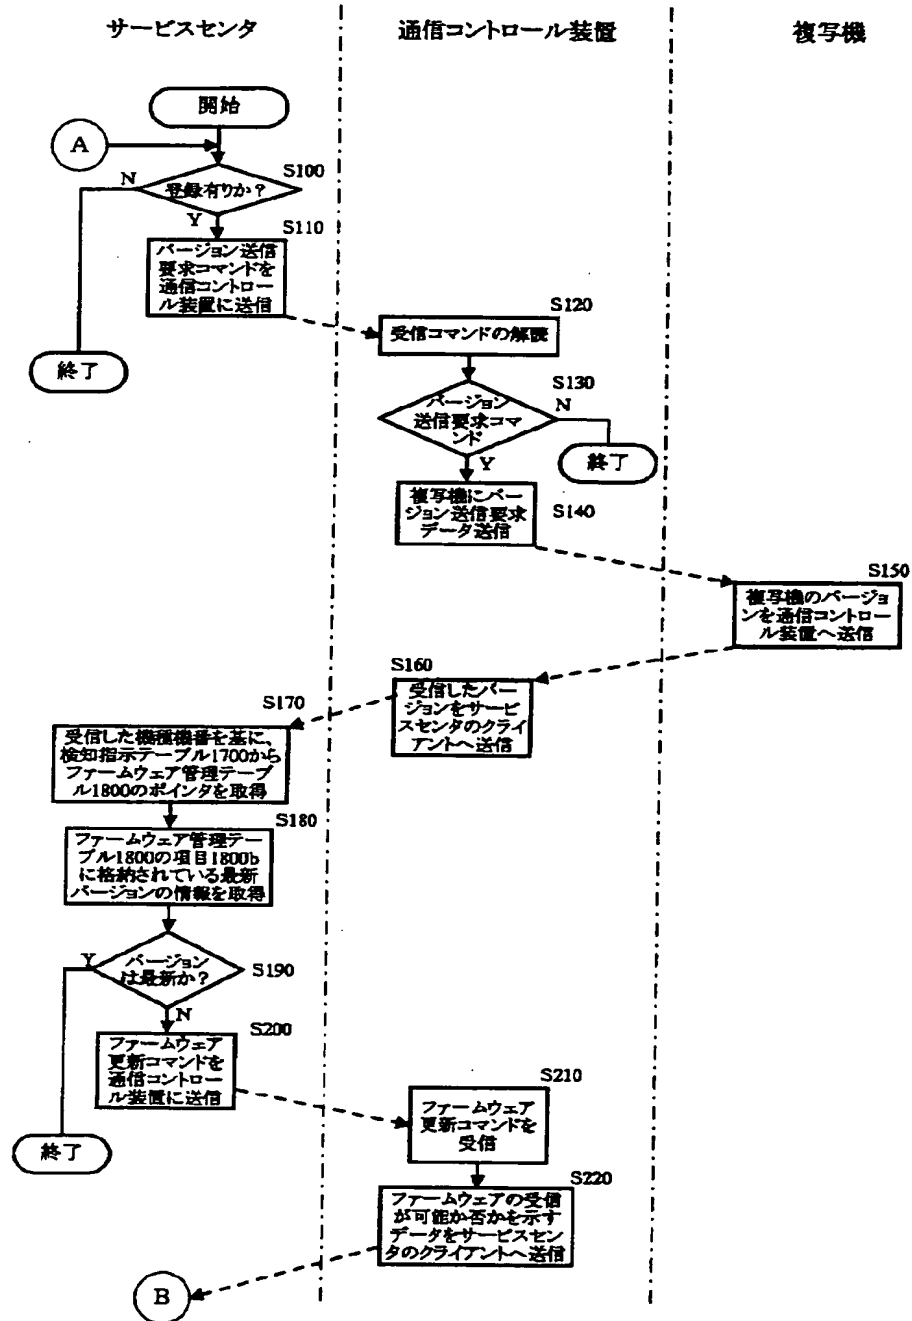 サービスセンタ
通信コントロール装置
複写機
開始
A
S100
N
登録有りか？
Y
S110
バージョン送信
要求コマンドを
通信コントロー
ル装置に送信
S120
受信コマンドの解読
終了
S130
バージョン
送信要求コマ
ンド
N
Y
終了
複写機にバー
ジョン送信要求
データ送信
S140
S150
複写機のバージョ
ンを通信コントロー
ル装置へ送信
S160
受信したバー
ジョンをサービ
スセンタのクライ
アントへ送信
S170
受信した機種機番を基に、
検知指示テーブル1700から
ファームウェア管理テーブ
ル1800のポインタを取得
S180
ファームウェア管理テー
ブル1800の項目1800b
に格納されている最新
バージョンの情報を取得
Y
バージョン
は最新か？
S190
N
S200
ファームウェア
更新コマンドを
通信コントロー
ル装置に送信
S210
ファームウェア
更新コマンドを
受信
終了
S220
ファームウェアの受信
が可能か否かを示す
データをサービスセン
タのクライアントへ送信
B